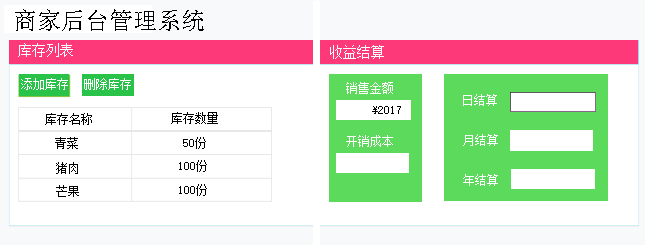 商家后台管理系统
库存列表
添加库存 删除库存
库存名称 库存数量
青菜 50份
猪肉 100份
芒果 100份
收益结算
销售金额
¥2017
开销成本
日结算
月结算
年结算